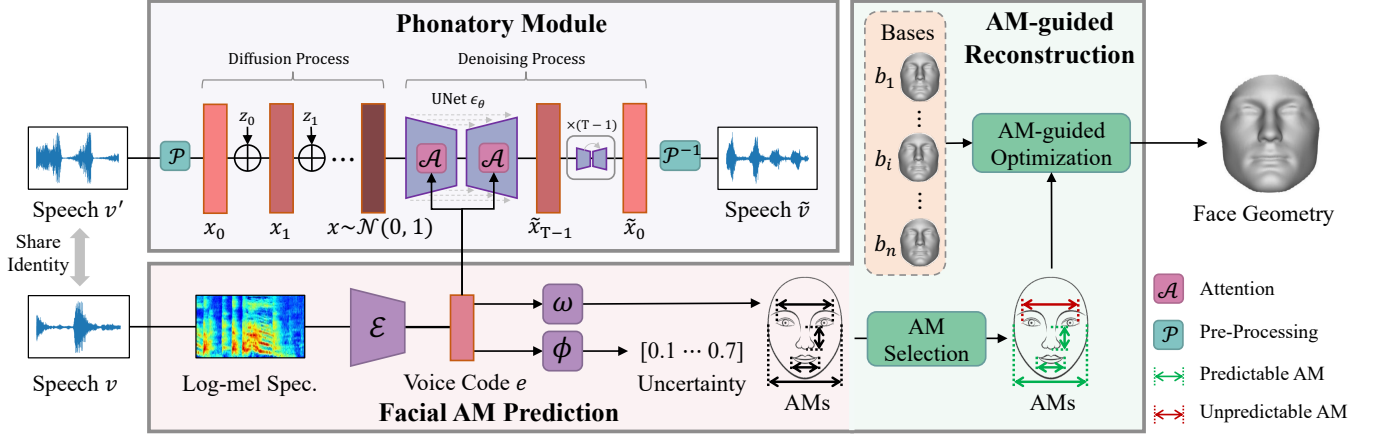 Phonatory Module
Diffusion Process
Denoising Process
UNet ϵ_θ
z_0
z_1
×(T − 1)
𝒫
...
𝒜
𝒜
𝒫⁻¹
Speech v′
x_0
x_1
x~𝒩(0, 1)
x̃_{T−1}
x̃_0
Speech ṽ
Share
Identity
Speech v
Log-mel Spec.
ℰ
Voice Code e
ω
ϕ
[0.1 ⋯ 0.7]
Uncertainty
AMs
Facial AM Prediction
AM-guided
Reconstruction
Bases
b_1
⋮
b_i
⋮
b_n
AM-guided
Optimization
Face Geometry
AM
Selection
AMs
𝒜 Attention
𝒫 Pre-Processing
Predictable AM
Unpredictable AM